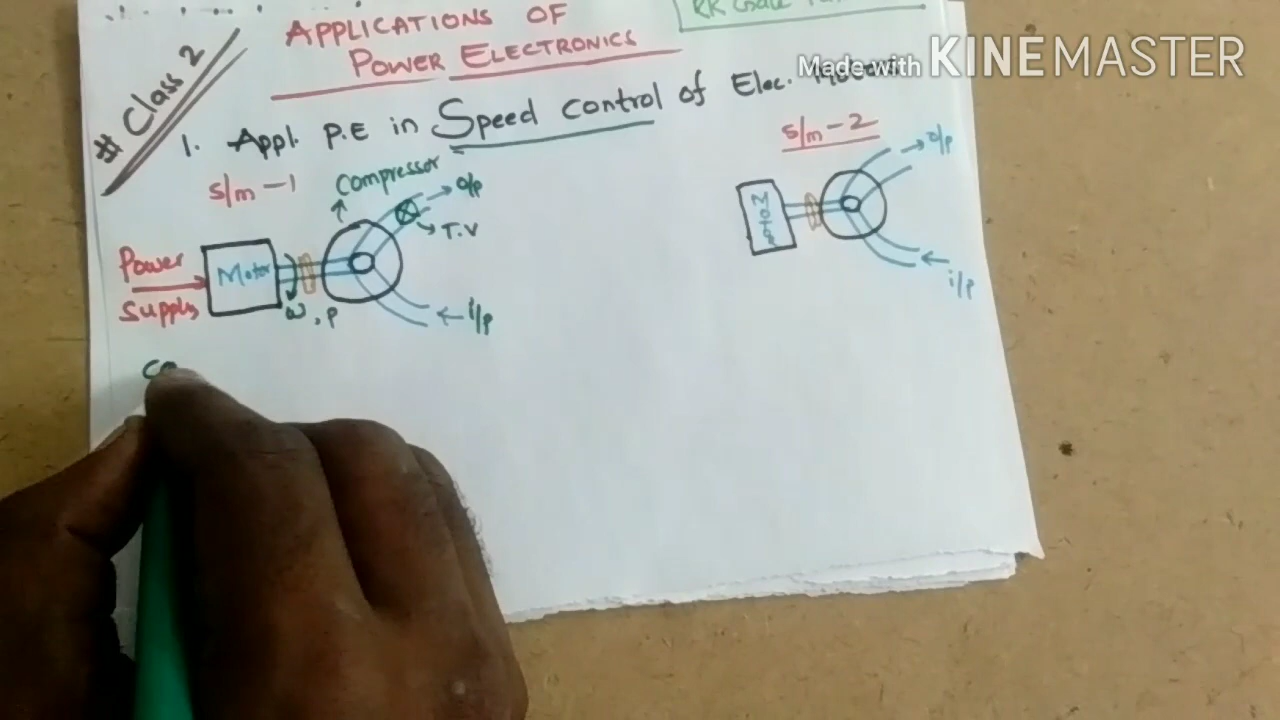 # Class 2
APPLICATIONS OF
POWER ELECTRONICS
Made with KINEMASTER
1. Appl. P.E in Speed control of Elec.
s/m-1
Compressor
o/p
T.V
Power
Supply
Motor
ω, p
i/p
s/m-2
o/p
Motor
i/p
co